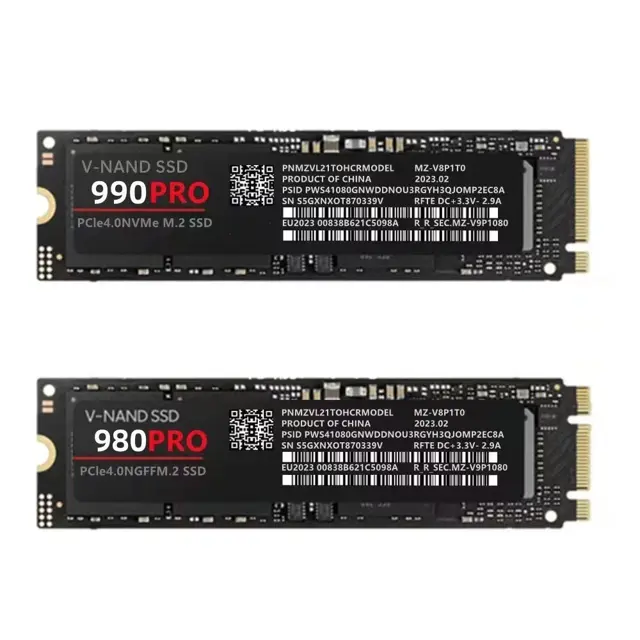 V-NAND SSD
990PRO
PCIe4.0NVMe M.2 SSD
PNMZVL21TOHCRMODEL MZ-V8P1T0
PRODUCT OF CHINA 2023.02
PSID PWS41080GNWDDNOU3RGYH3QJOMP2EC8A
SN S5GXNXOT870339V RFTE DC+3.3V- 2.9A
EU2023 00838B621C5098A R_R_SEC.MZ-V9P1080
V-NAND SSD
980PRO
PCIe4.0NGFFM.2 SSD
PNMZVL21TOHCRMODEL MZ-V8P1T0
PRODUCT OF CHINA 2023.02
PSID PWS41080GNWDDNOU3RGYH3QJOMP2EC8A
SN S5GXNXOT870339V RFTE DC+3.3V- 2.9A
EU2023 00838B621C5098A R_R_SEC.MZ-V9P1080